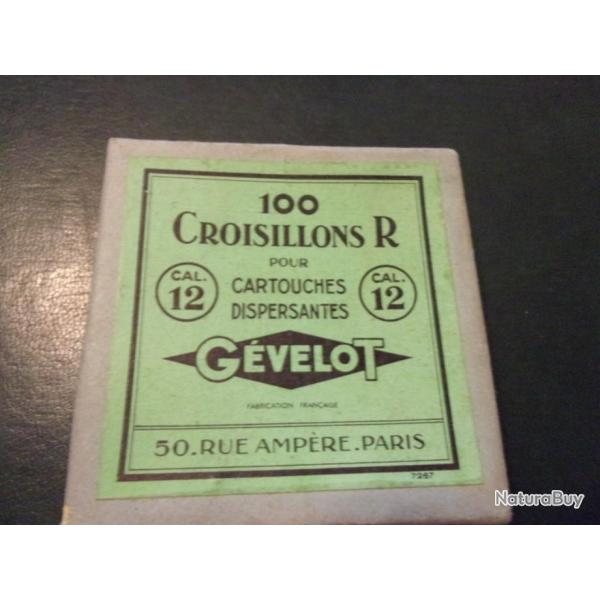 100
CROISILLONS R
POUR
CAL. 12
CARTOUCHES
DISPERSANTES
CAL. 12
GÉVELOT
FABRICATION FRANÇAISE
50.RUE AMPÈRE.PARIS
7267
NaturaBuy